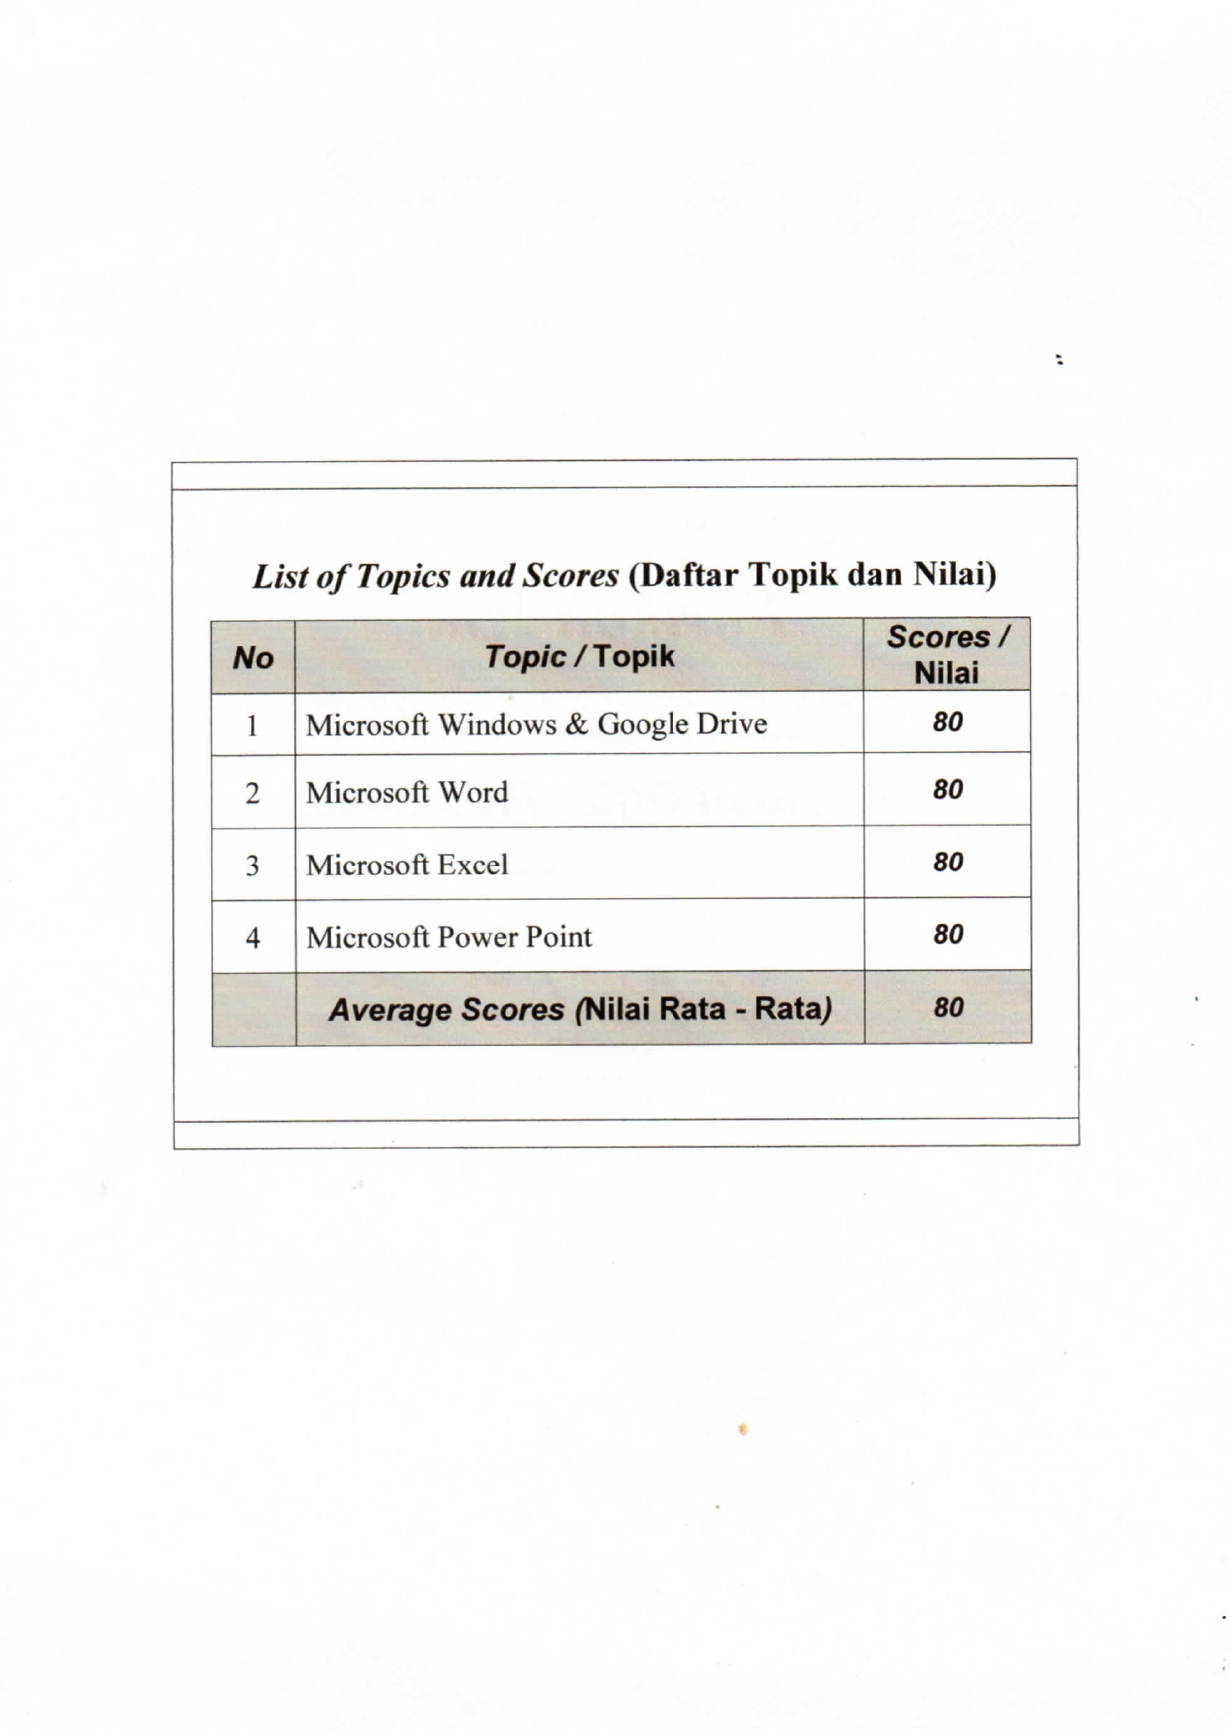 List of Topics and Scores (Daftar Topik dan Nilai)
No Topic / Topik Scores / Nilai
1 Microsoft Windows & Google Drive 80
2 Microsoft Word 80
3 Microsoft Excel 80
4 Microsoft Power Point 80
Average Scores (Nilai Rata - Rata) 80